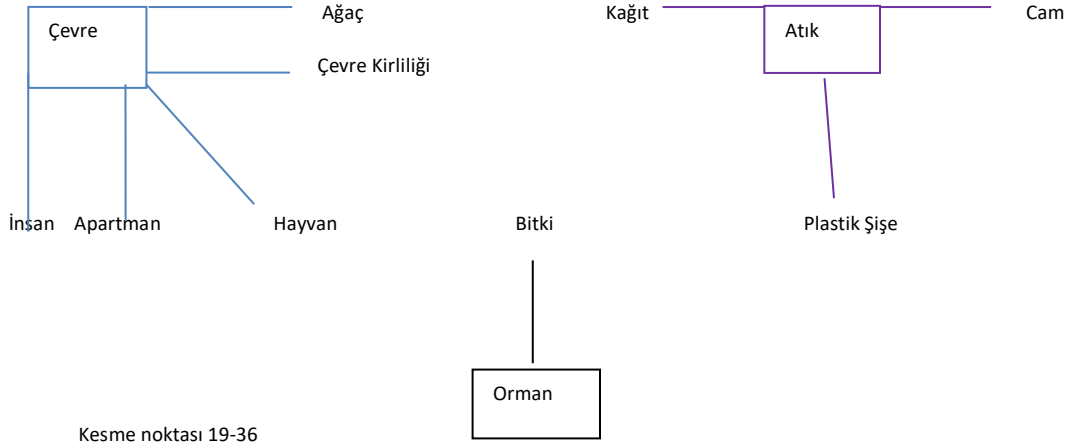 Ağaç
Kağıt
Cam
Çevre
Atık
Çevre Kirliliği
İnsan
Apartman
Hayvan
Bitki
Plastik Şişe
Orman
Kesme noktası 19-36